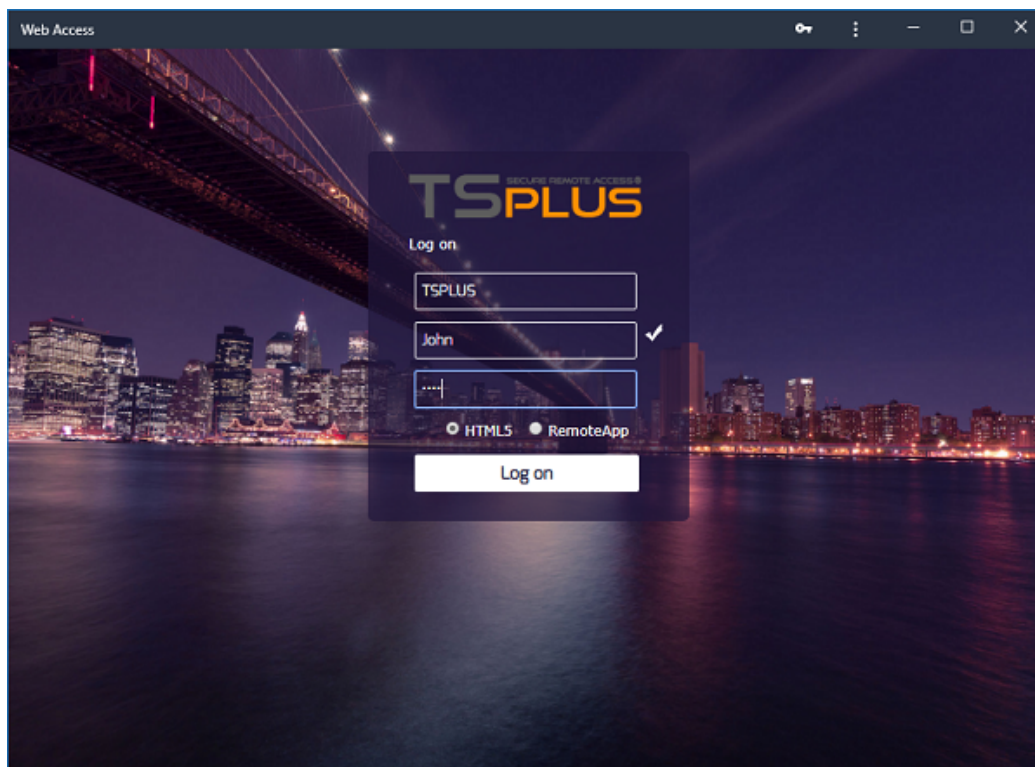 Web Access
SECURE REMOTE ACCESS
TSPLUS
Log on
TSPLUS
John
••••
HTML5 RemoteApp
Log on